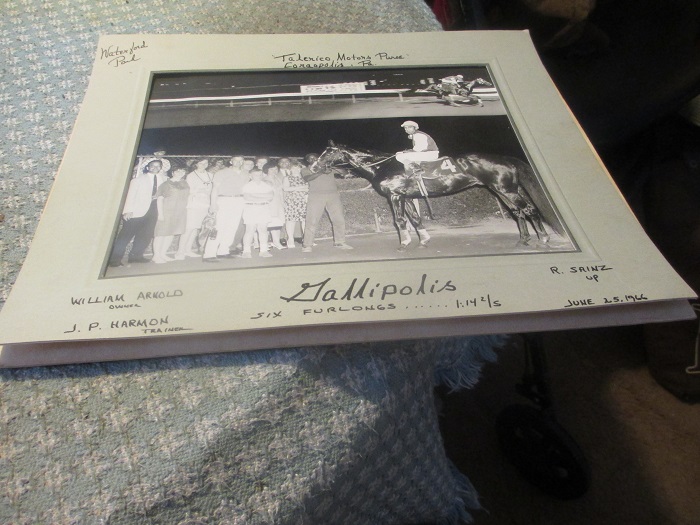 Waterford
Park
Talerico Motors Purse
Coraopolis - Pa
4
Gallipolis
WILLIAM ARNOLD
OWNER
J. P. HARMON
TRAINER
SIX FURLONGS ...... 1:14 2/5
R. SAINZ
UP
JUNE 25, 1966